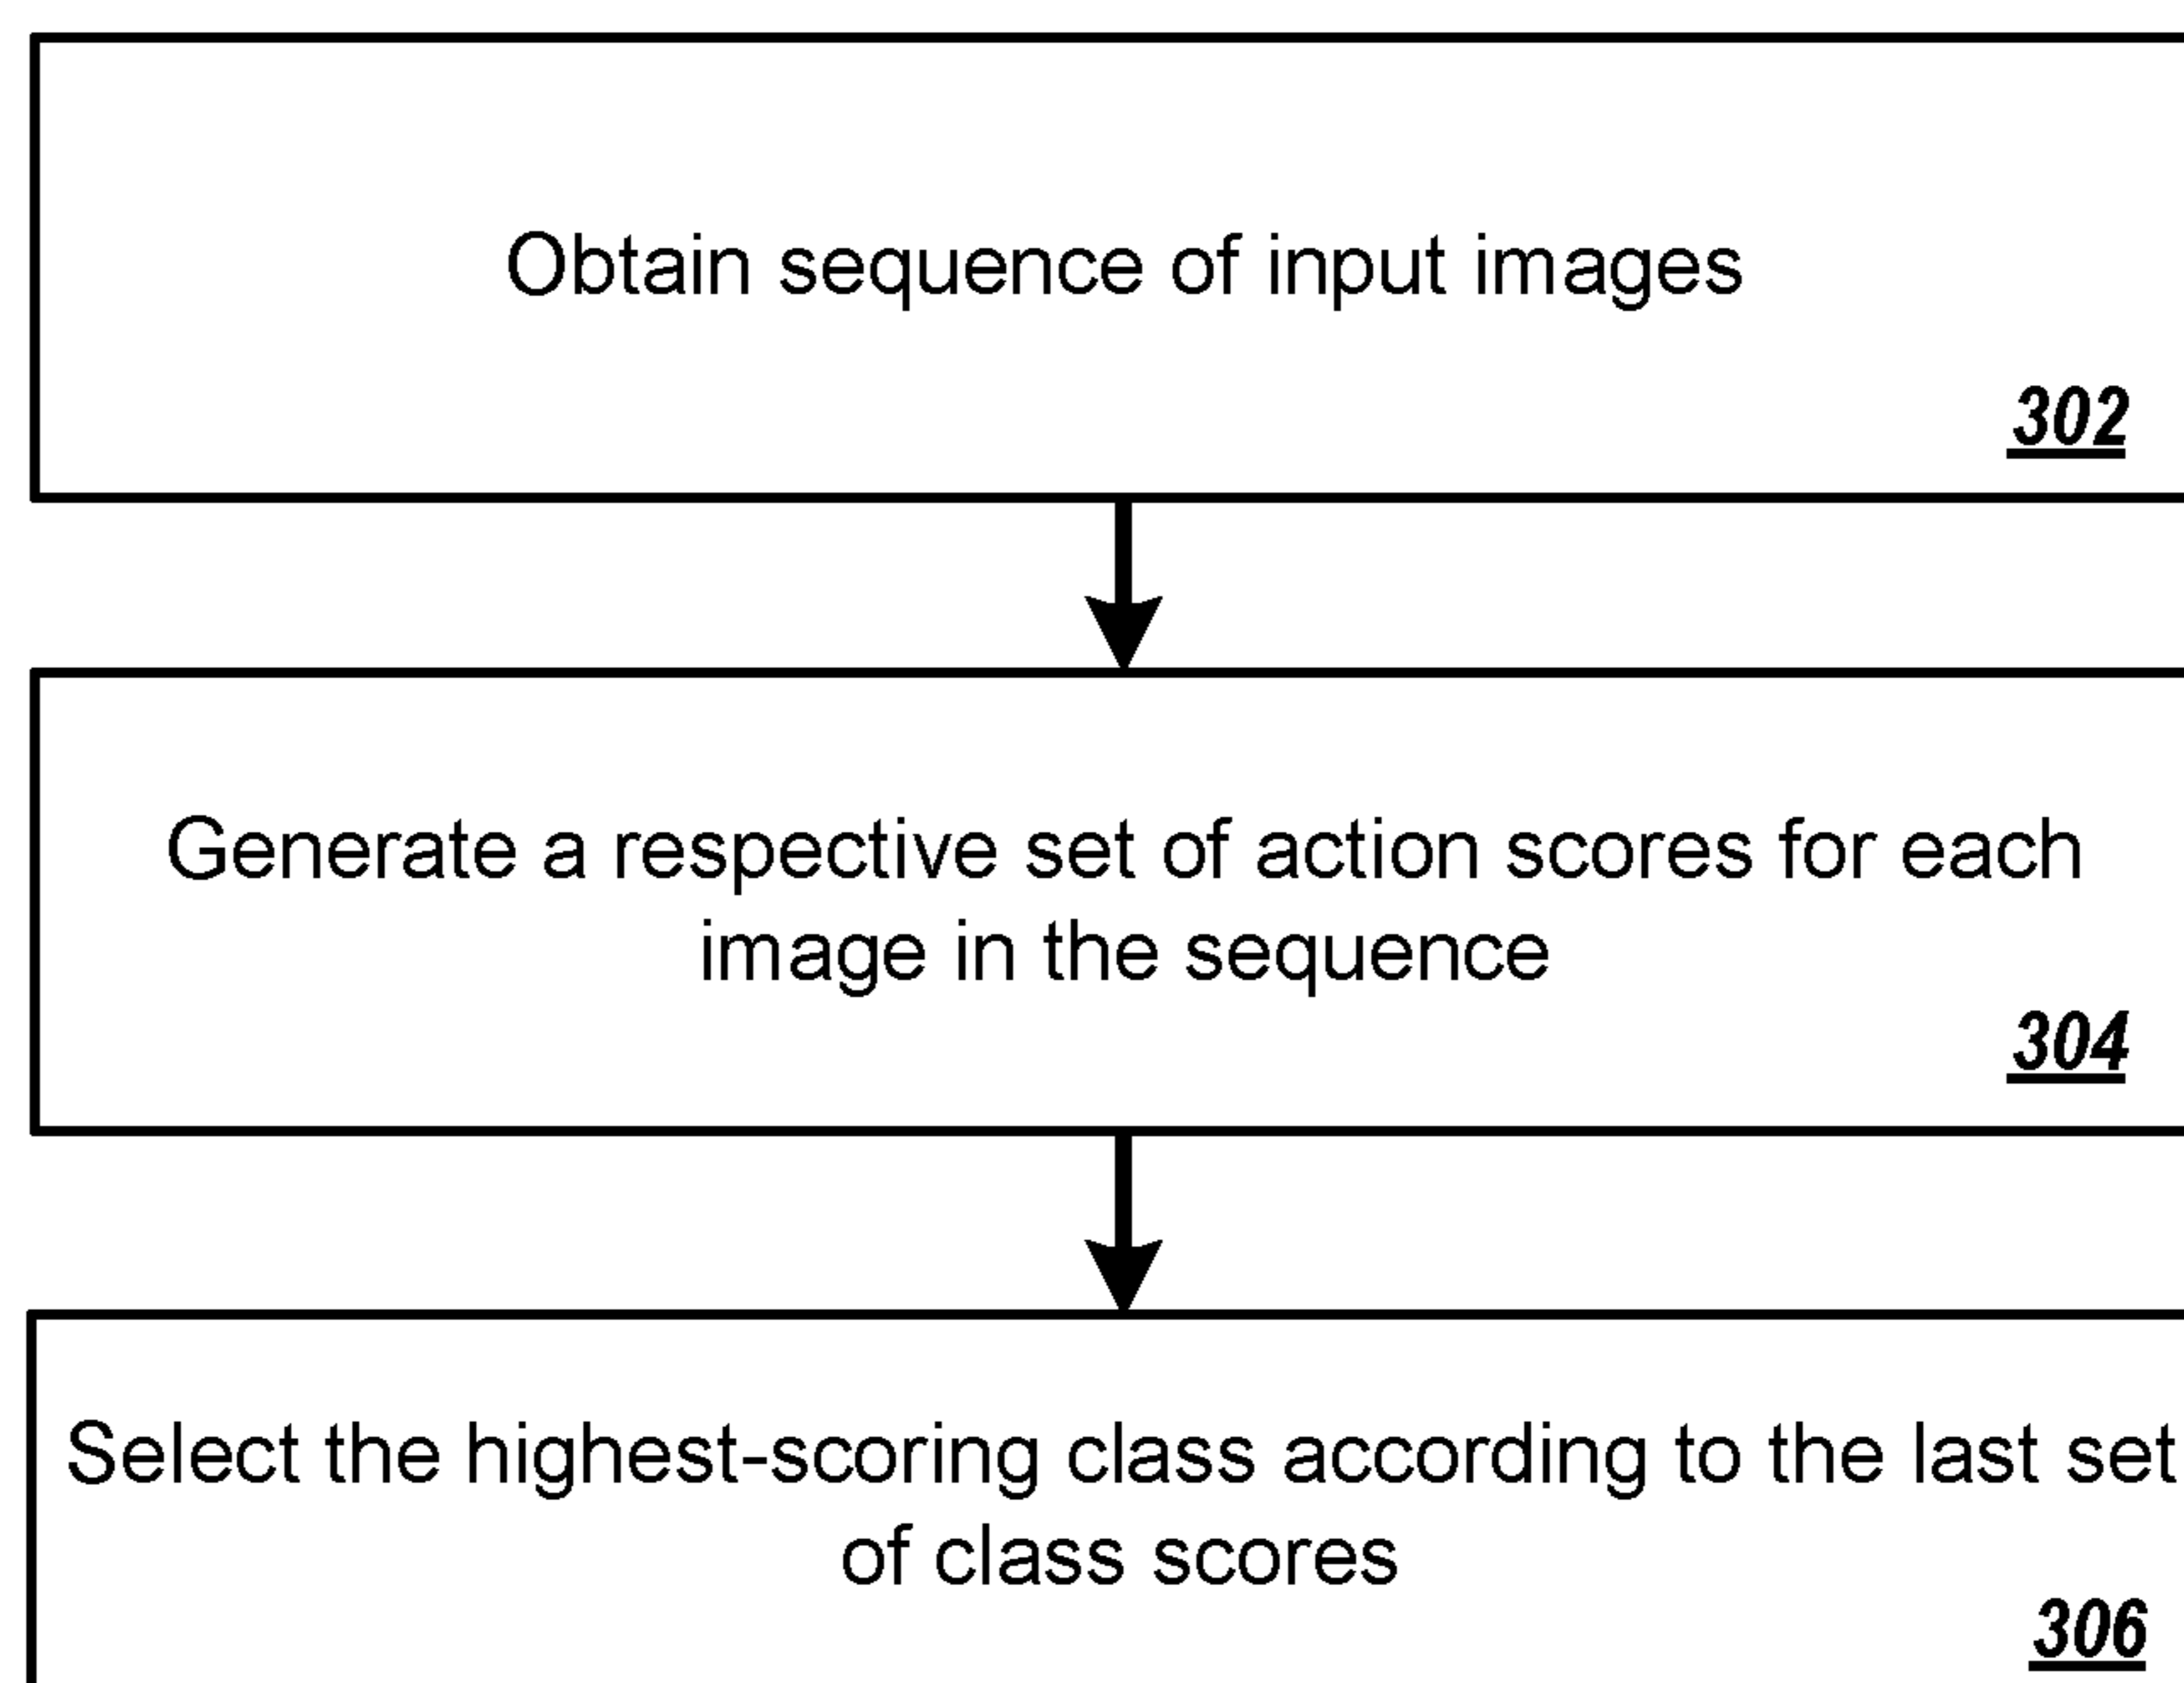 Obtain sequence of input images
302
Generate a respective set of action scores for each
image in the sequence
304
Select the highest-scoring class according to the last set
of class scores
306